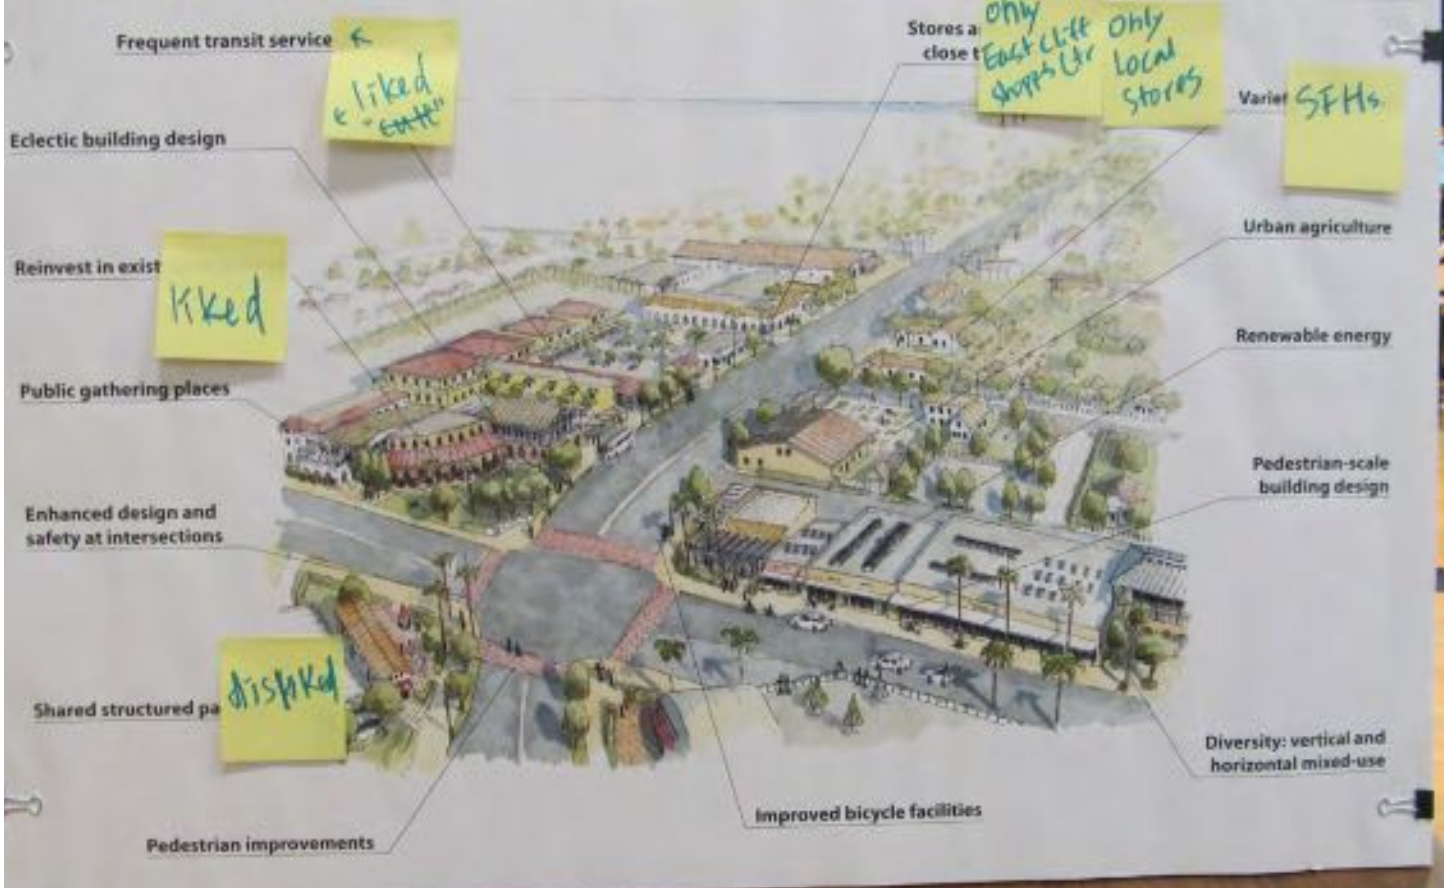 Frequent transit service
liked
Eclectic building design
Reinvest in exist
liked
Public gathering places
Enhanced design and
safety at intersections
Shared structured pa
disliked
Pedestrian improvements
Stores a
close t
only
East Cliff
only
Local
Stores
Variet
SFHs
Urban agriculture
Renewable energy
Pedestrian-scale
building design
Diversity: vertical and
horizontal mixed-use
Improved bicycle facilities